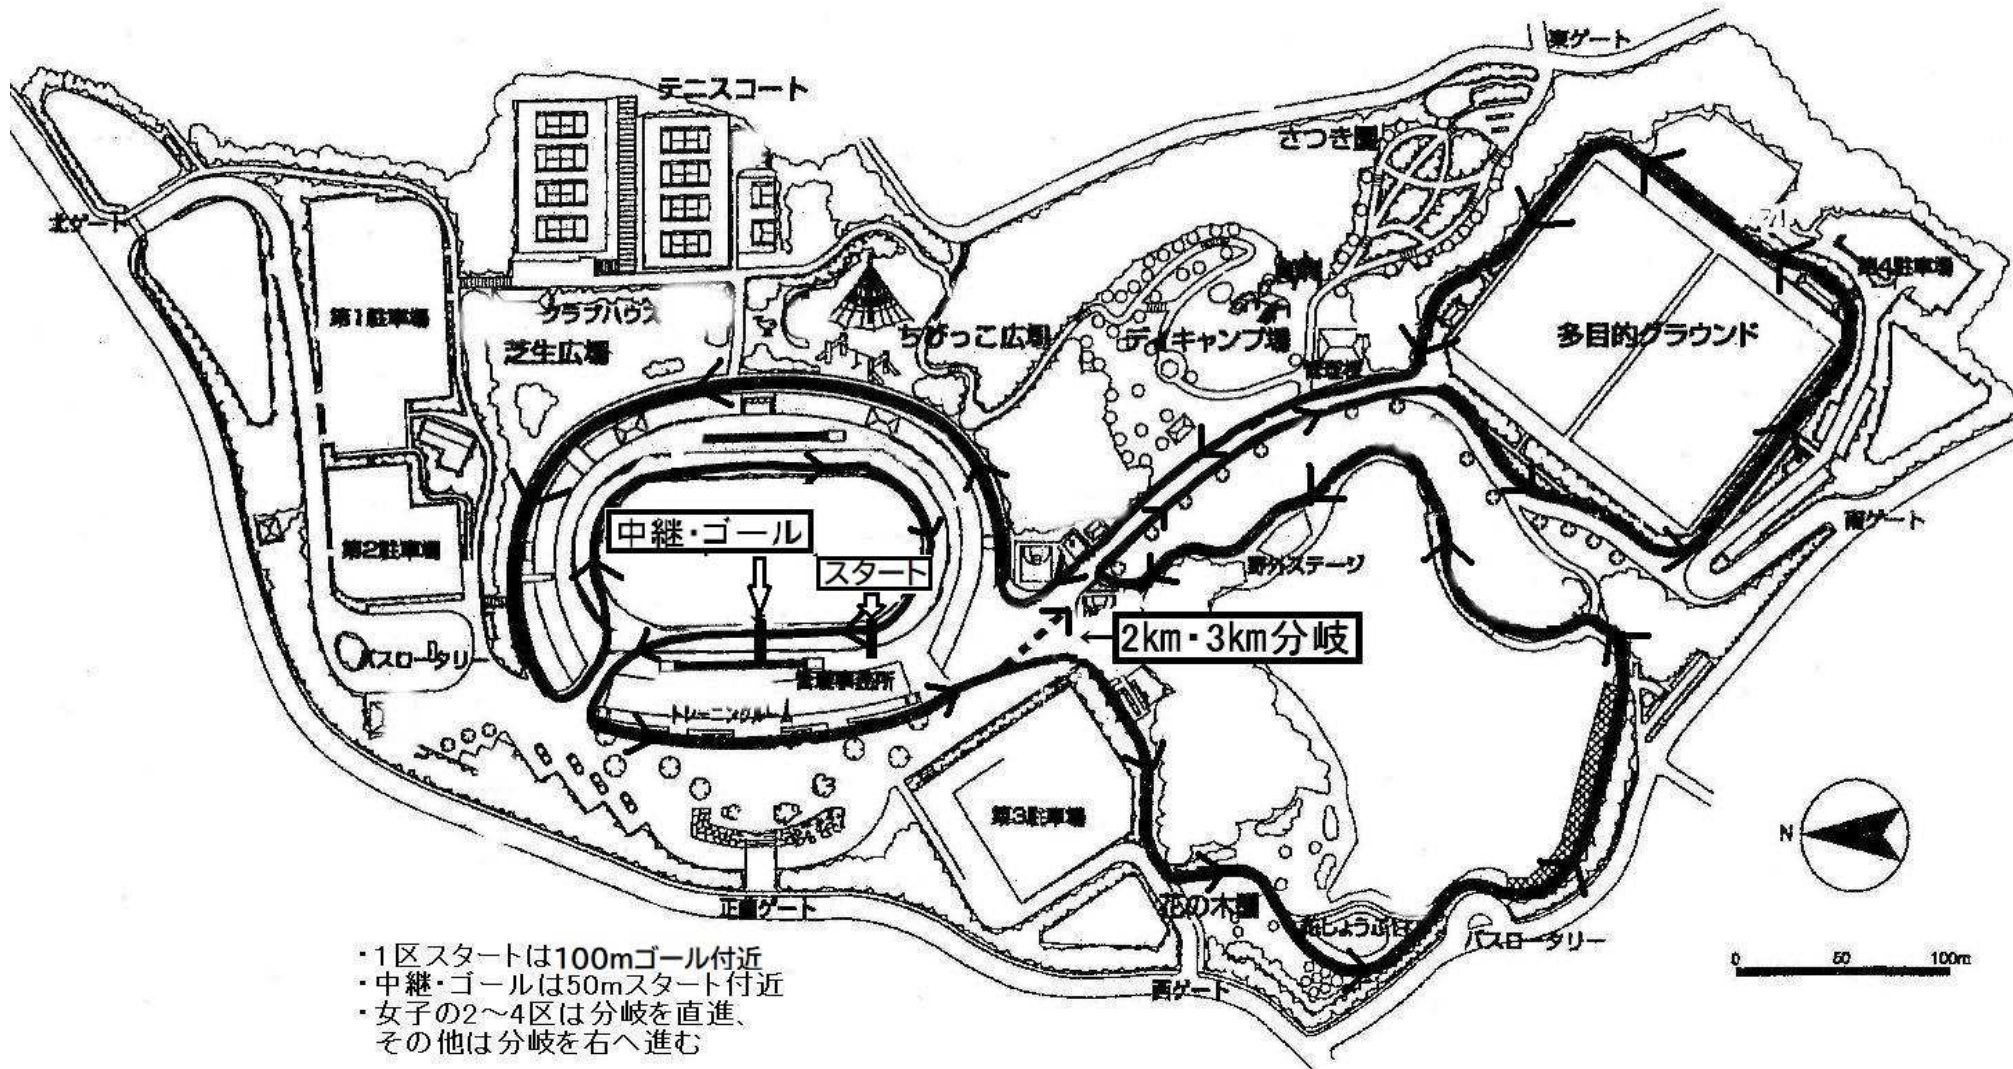 東ゲート
テニスコート
さつき園
北ゲート
第4駐車場
第1駐車場
クラブハウス
芝生広場
ちびっこ広場
デイキャンプ場
多目的グラウンド
管理棟
中継・ゴール
スタート
第2駐車場
南ゲート
野外ステージ
2km・3km分岐
バスロータリー
管理事務所
トレーニングルーム
第3駐車場
N
花の木園
花しょうぶ
バスロータリー
正面ゲート
西ゲート
0 50 100m
・1区スタートは100mゴール付近
・中継・ゴールは50mスタート付近
・女子の2～4区は分岐を直進、
その他は分岐を右へ進む